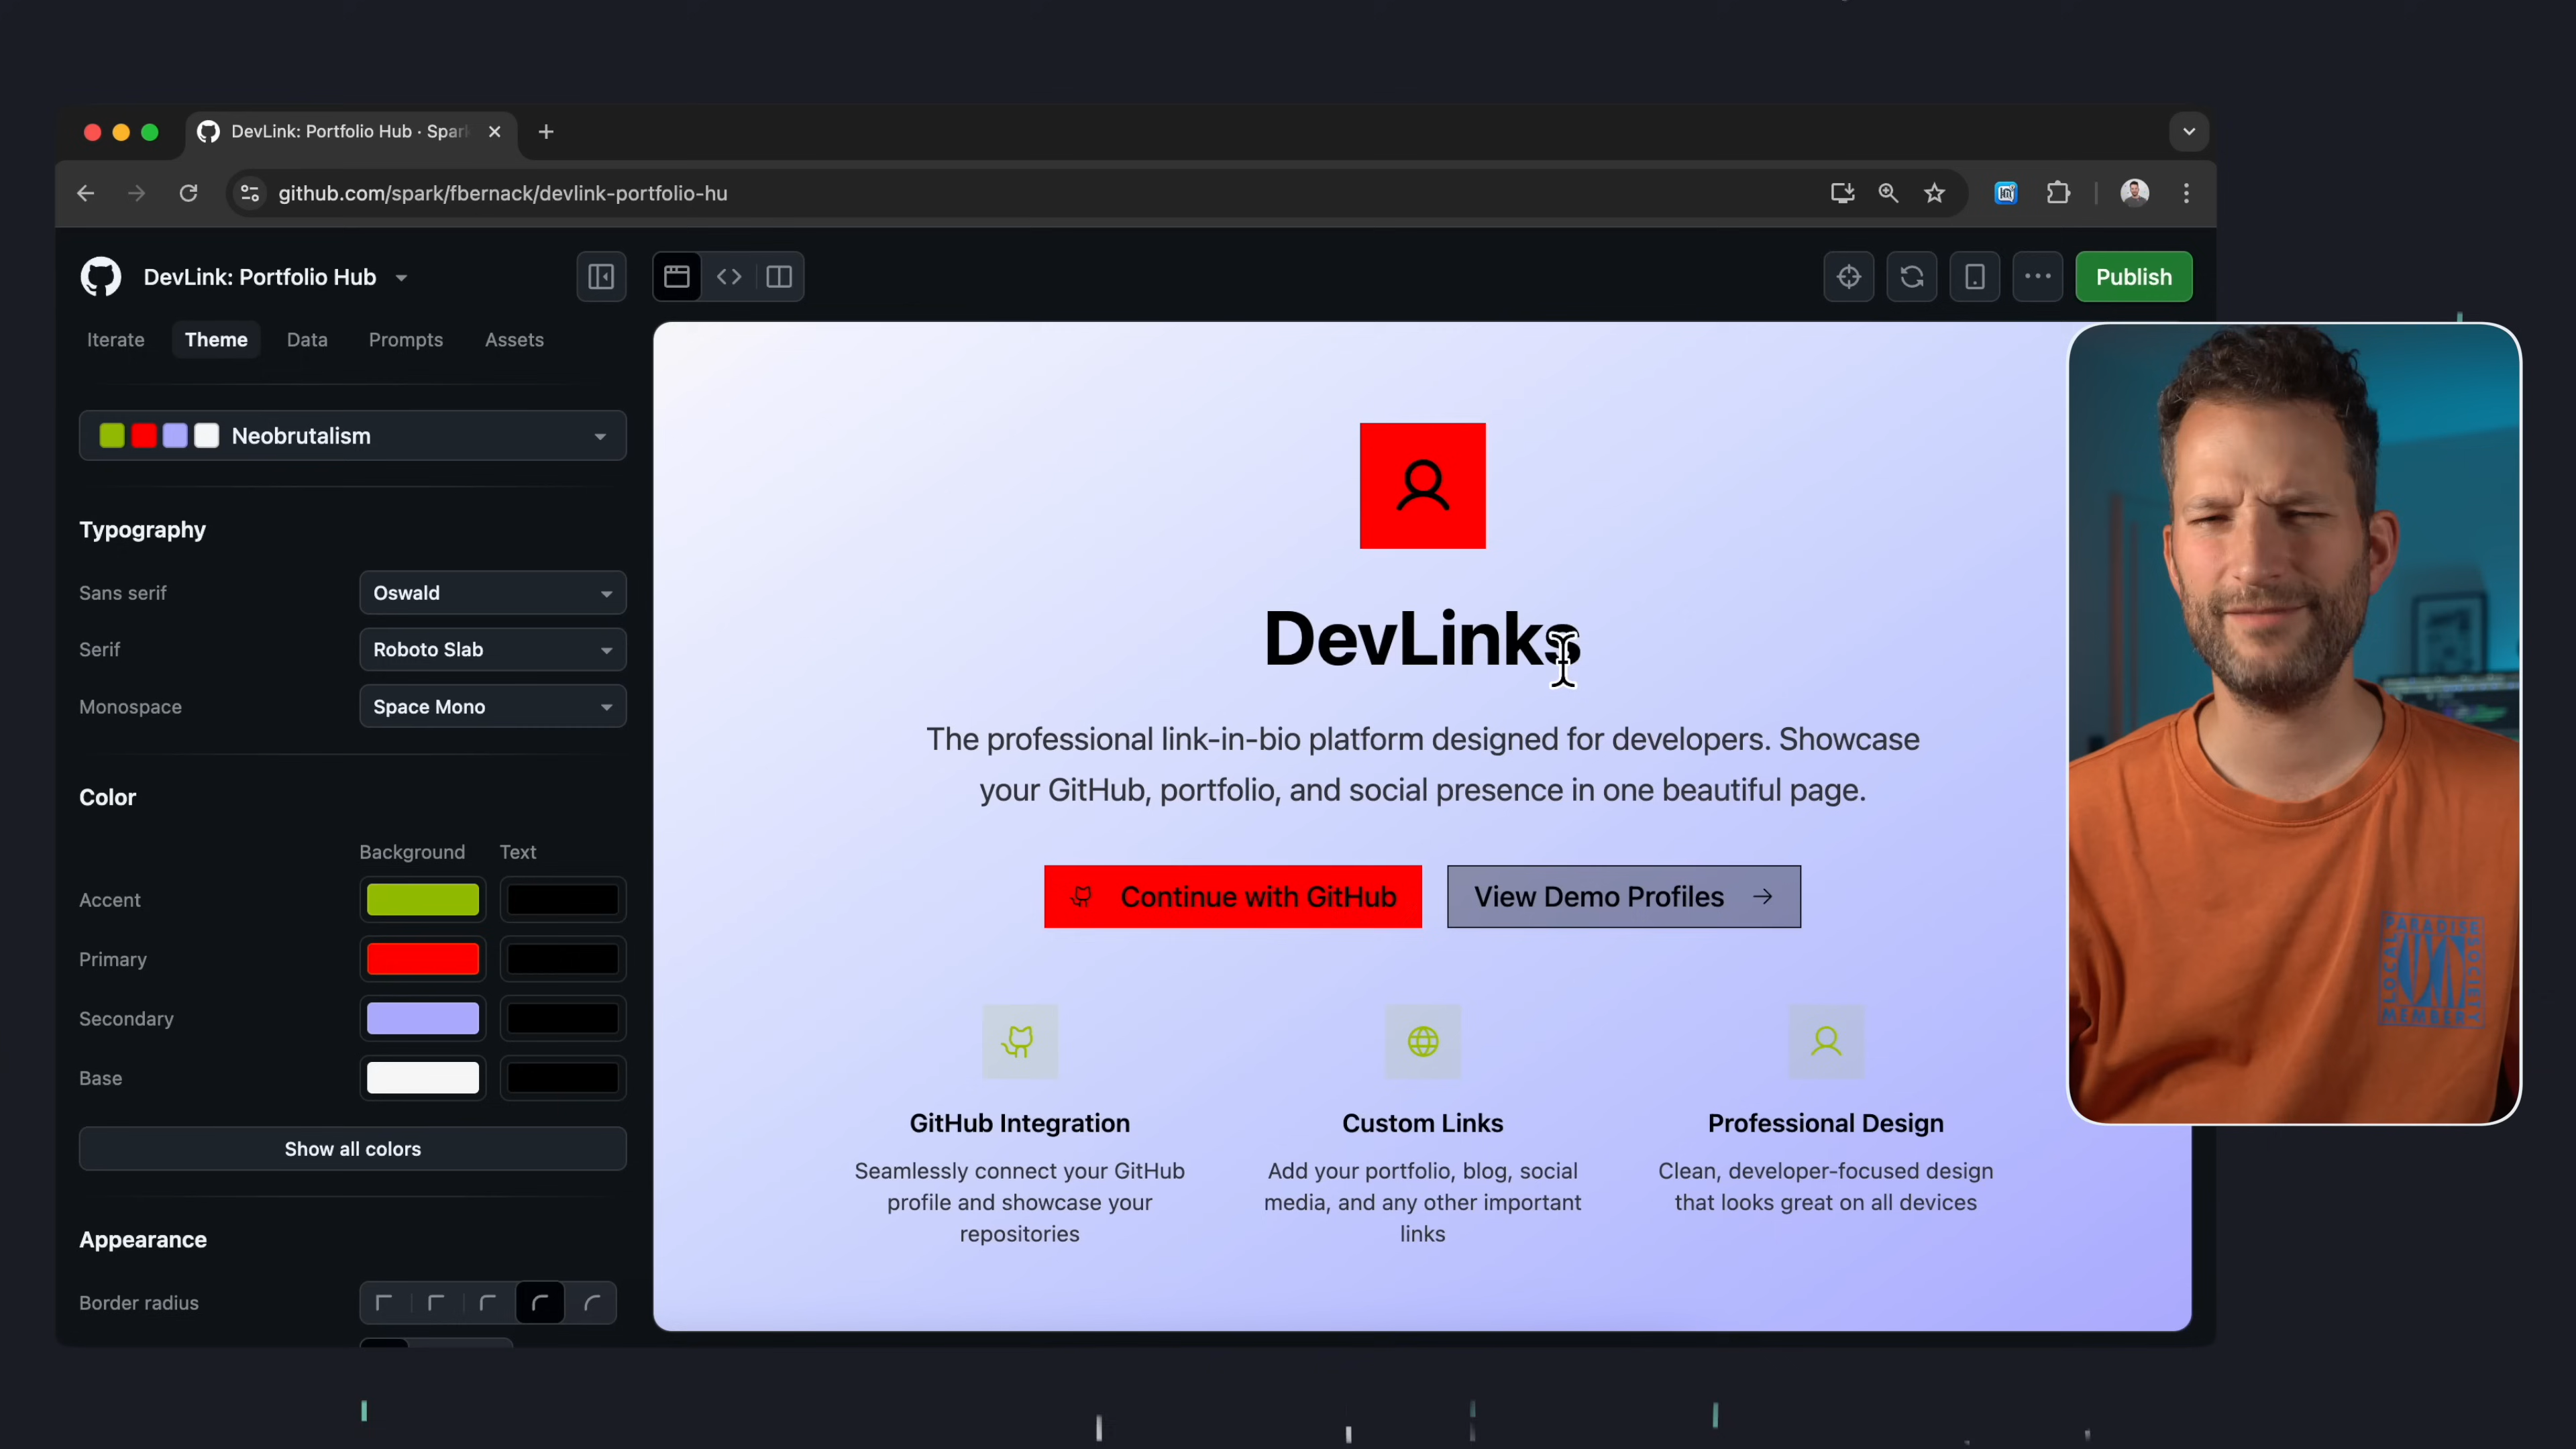 DevLink: Portfolio Hub · Spark
github.com/spark/fbernack/devlink-portfolio-hu
DevLink: Portfolio Hub
Publish
Iterate
Theme
Data
Prompts
Assets
Neobrutalism
Typography
Sans serif
Oswald
Serif
Roboto Slab
Monospace
Space Mono
Color
Background
Text
Accent
Primary
Secondary
Base
Show all colors
Appearance
Border radius
DevLinks
The professional link-in-bio platform designed for developers. Showcase
your GitHub, portfolio, and social presence in one beautiful page.
Continue with GitHub
View Demo Profiles
GitHub Integration
Seamlessly connect your GitHub
profile and showcase your
repositories
Custom Links
Add your portfolio, blog, social
media, and any other important
links
Professional Design
Clean, developer-focused design
that looks great on all devices
LOCAL
PARADISE
SOCIETY
MEMBER